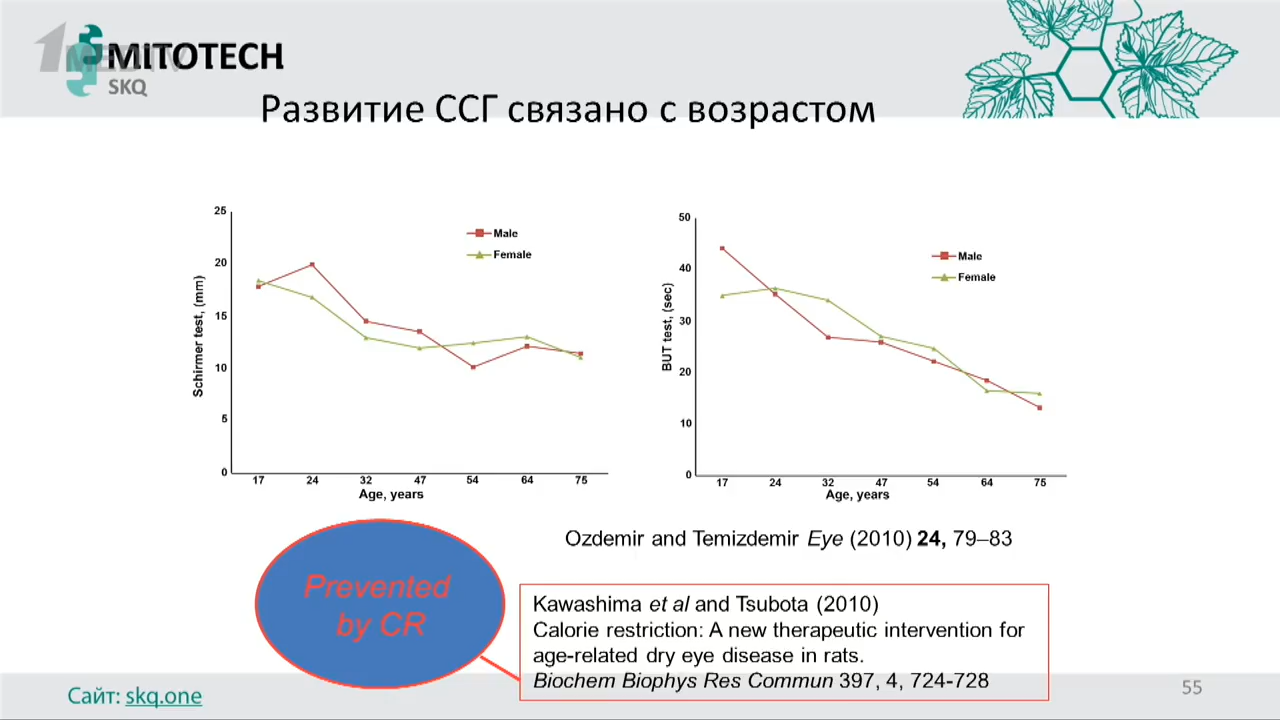 1MEDTV
MITOTECH
SKQ
Развитие ССГ связано с возрастом
25
20
15
10
5
0
Schirmer test, (mm)
Male
Female
17 24 32 47 54 64 75
Age, years
50
40
30
20
10
0
BUT test, (sec)
Male
Female
17 24 32 47 54 64 75
Age, years
Ozdemir and Temizdemir Eye (2010) 24, 79–83
Prevented
by CR
Kawashima et al and Tsubota (2010)
Calorie restriction: A new therapeutic intervention for
age-related dry eye disease in rats.
Biochem Biophys Res Commun 397, 4, 724-728
Сайт: skq.one
55